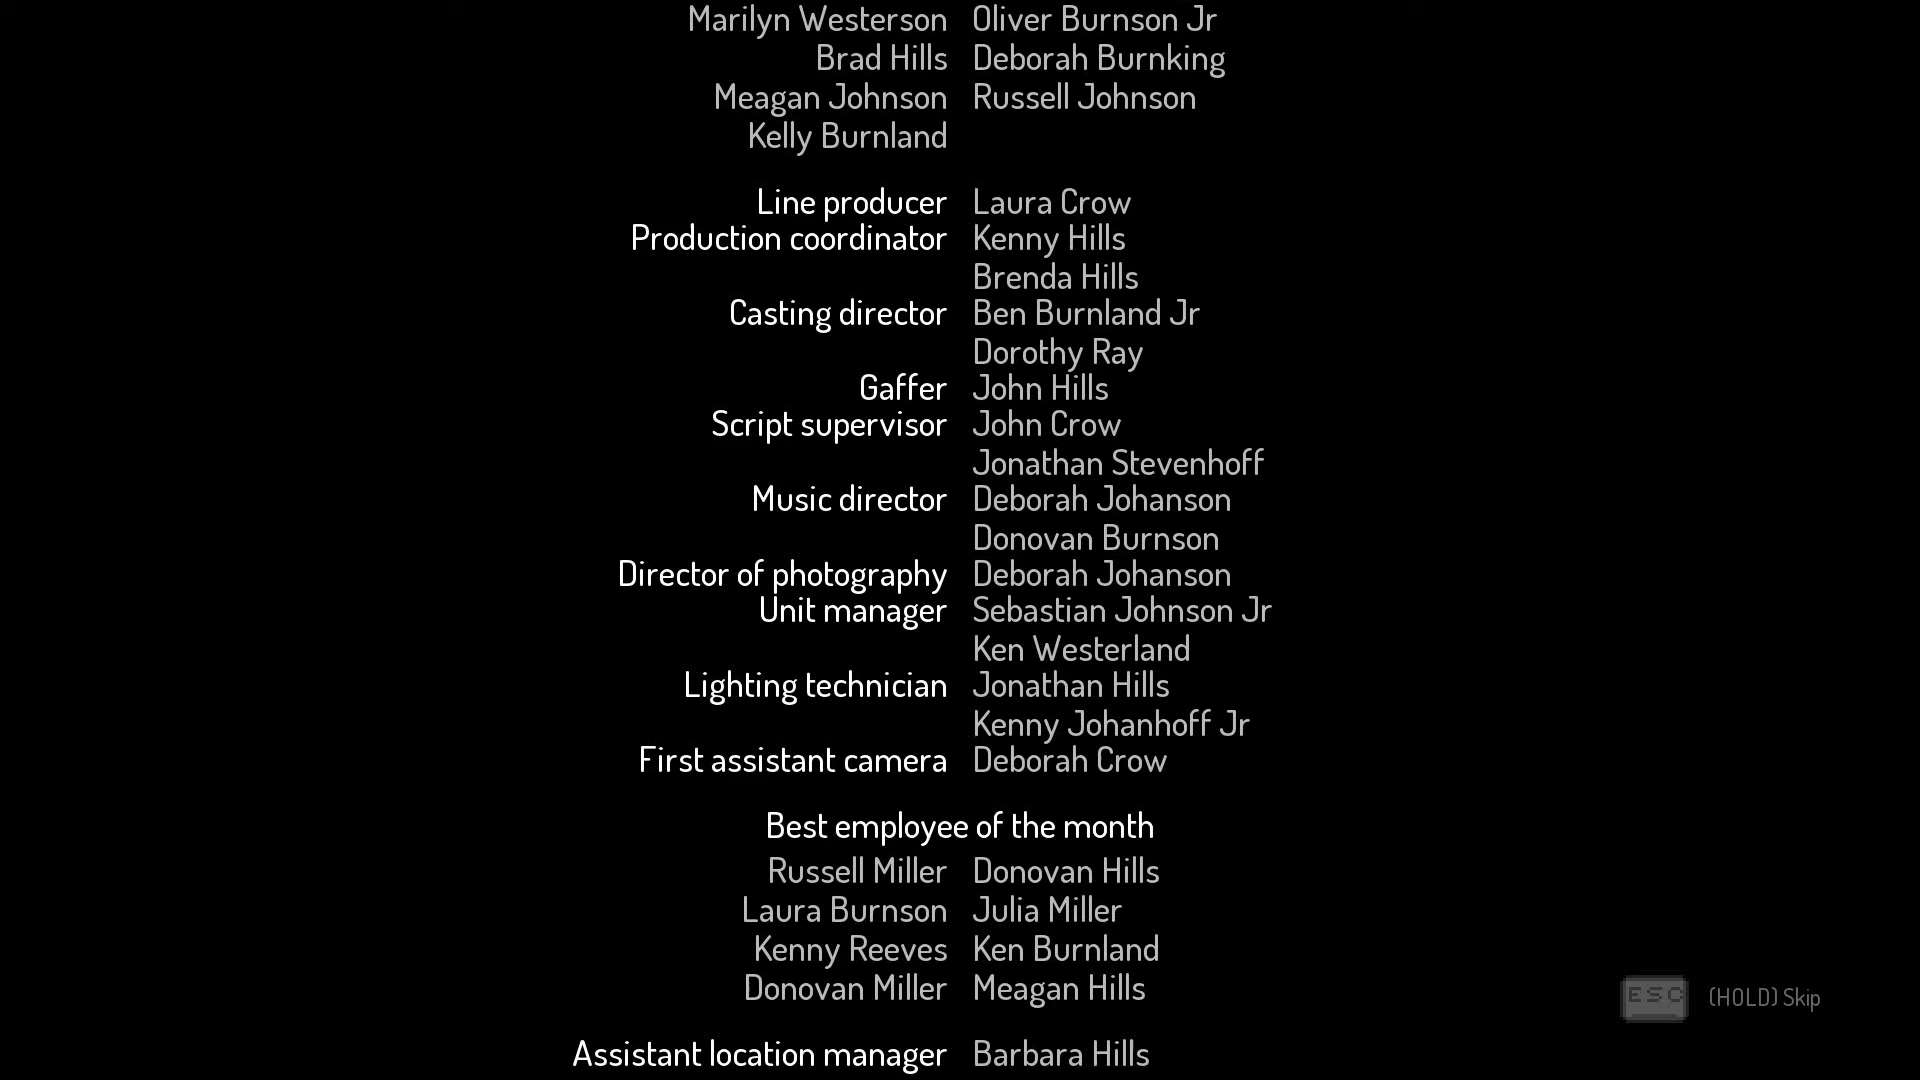 Marilyn Westerson Oliver Burnson Jr
Brad Hills Deborah Burnking
Meagan Johnson Russell Johnson
Kelly Burnland
Line producer Laura Crow
Production coordinator Kenny Hills
Brenda Hills
Casting director Ben Burnland Jr
Dorothy Ray
Gaffer John Hills
Script supervisor John Crow
Jonathan Stevenhoff
Music director Deborah Johanson
Donovan Burnson
Director of photography Deborah Johanson
Unit manager Sebastian Johnson Jr
Ken Westerland
Lighting technician Jonathan Hills
Kenny Johanhoff Jr
First assistant camera Deborah Crow
Best employee of the month
Russell Miller Donovan Hills
Laura Burnson Julia Miller
Kenny Reeves Ken Burnland
Donovan Miller Meagan Hills
ESC (HOLD) Skip
Assistant location manager Barbara Hills